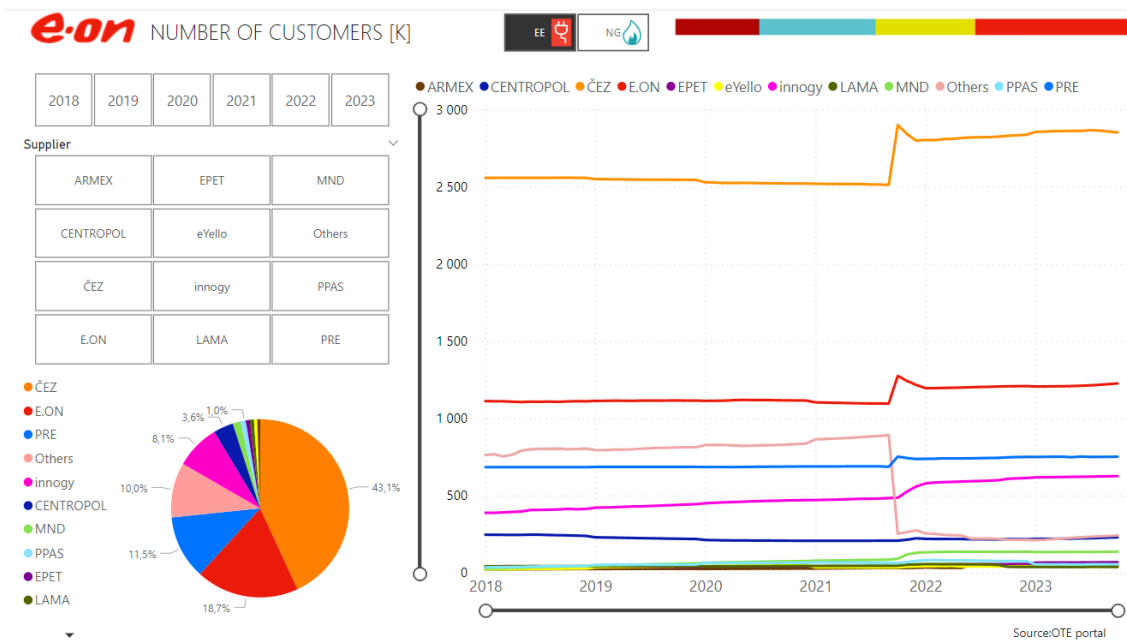 e·on NUMBER OF CUSTOMERS [K]
EE
NG
2018 2019 2020 2021 2022 2023
Supplier
ARMEX EPET MND
CENTROPOL eYello Others
ČEZ innogy PPAS
E.ON LAMA PRE
ČEZ
E.ON
PRE
Others
innogy
CENTROPOL
MND
PPAS
EPET
LAMA
43,1%
18,7%
11,5%
10,0%
8,1%
3,6%
1,0%
ARMEX CENTROPOL ČEZ E.ON EPET eYello innogy LAMA MND Others PPAS PRE
3 000
2 500
2 000
1 500
1 000
500
0
2018 2019 2020 2021 2022 2023
Source:OTE portal